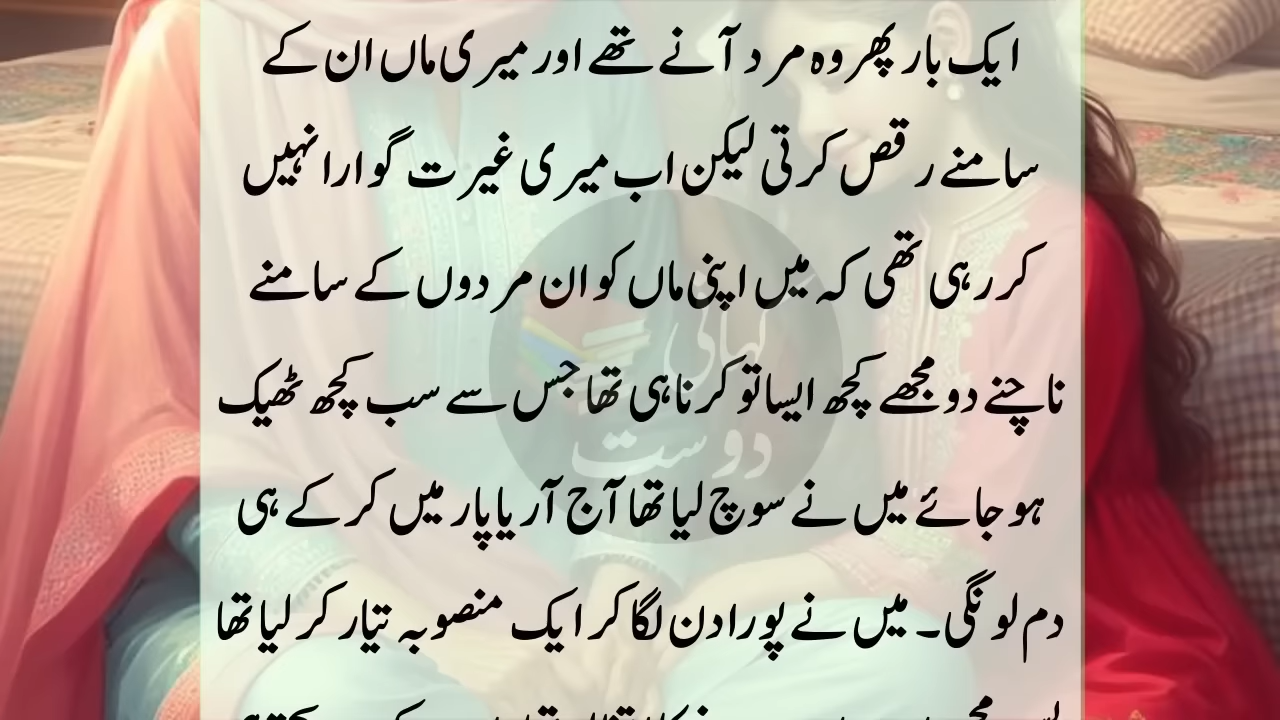 ایک بار پھر وہ مرد آنے تھے اور میری ماں ان کے
سامنے رقص کرتی لیکن اب میری غیرت گوارا نہیں
کر رہی تھی کہ میں اپنی ماں کو ان مردوں کے سامنے
ناچنے دو مجھے کچھ ایسا تو کرنا ہی تھا جس سے سب کچھ ٹھیک
ہو جائے میں نے سوچ لیا تھا آج آر یا پار میں کر کے ہی
دم لونگی۔ میں نے پورا دن لگا کر ایک منصوبہ تیار کر لیا تھا
کہانی
دوست